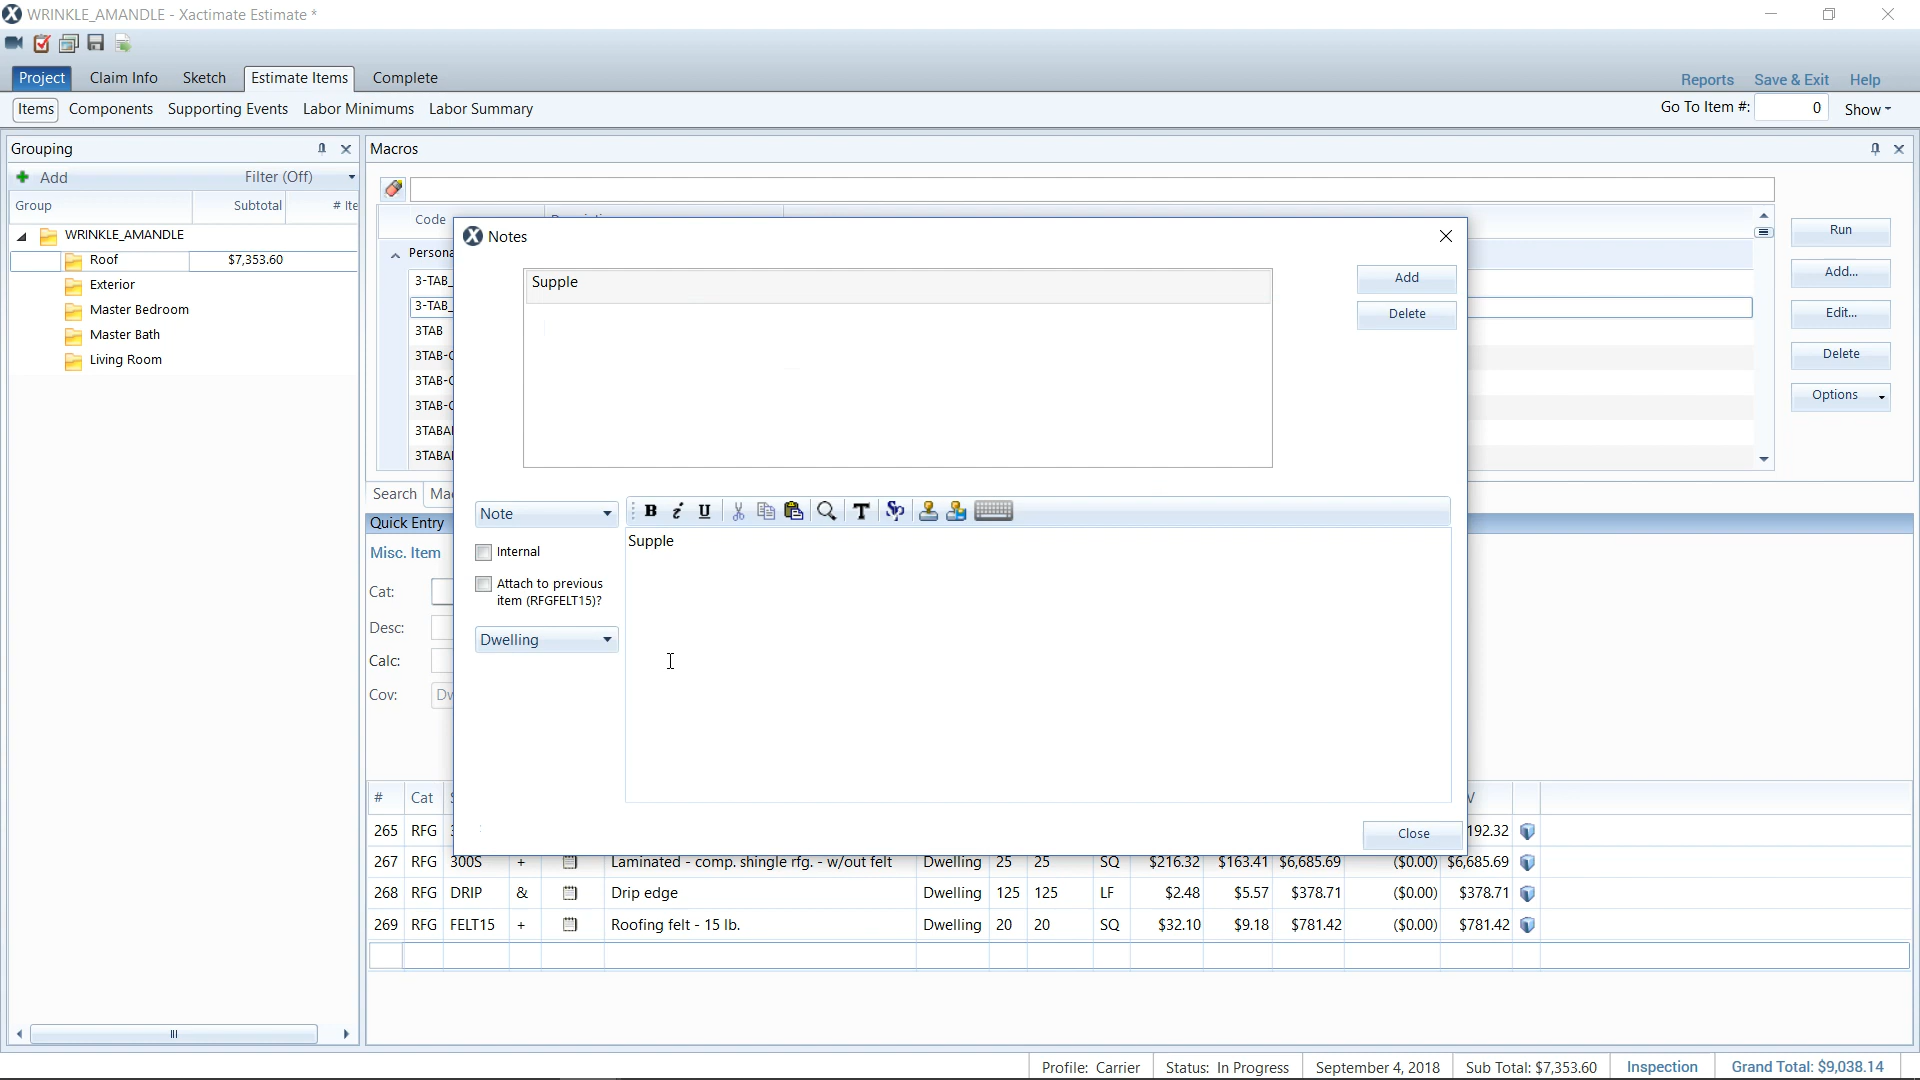 WRINKLE_AMANDLE - Xactimate Estimate *
Project Claim Info Sketch Estimate Items Complete Reports Save & Exit Help
Items Components Supporting Events Labor Minimums Labor Summary Go To Item #: 0 Show
Grouping Macros
Add Filter (Off)
Group Subtotal # Ite
Code
WRINKLE_AMANDLE
Roof $7,353.60
Exterior
Master Bedroom
Master Bath
Living Room
Persona
3-TAB_
3-TAB_
3TAB
3TAB-C
3TAB-C
3TAB-C
3TABA
3TABA
Run
Add...
Edit...
Delete
Options
Search Mac
Notes
Supple
Add
Delete
Note
B i U T Sp
Internal
Attach to previous
item (RFGFELT15)?
Dwelling
Supple
Close
Quick Entry
Misc. Item
Cat:
Desc:
Calc:
Cov: Dw
# Cat S V
265 RFG 3 192.32
267 RFG 300S + Laminated - comp. shingle rfg. - w/out felt Dwelling 25 25 SQ $216.32 $163.41 $6,685.69 ($0.00) $6,685.69
268 RFG DRIP & Drip edge Dwelling 125 125 LF $2.48 $5.57 $378.71 ($0.00) $378.71
269 RFG FELT15 + Roofing felt - 15 lb. Dwelling 20 20 SQ $32.10 $9.18 $781.42 ($0.00) $781.42
Profile: Carrier Status: In Progress September 4, 2018 Sub Total: $7,353.60 Inspection Grand Total: $9,038.14